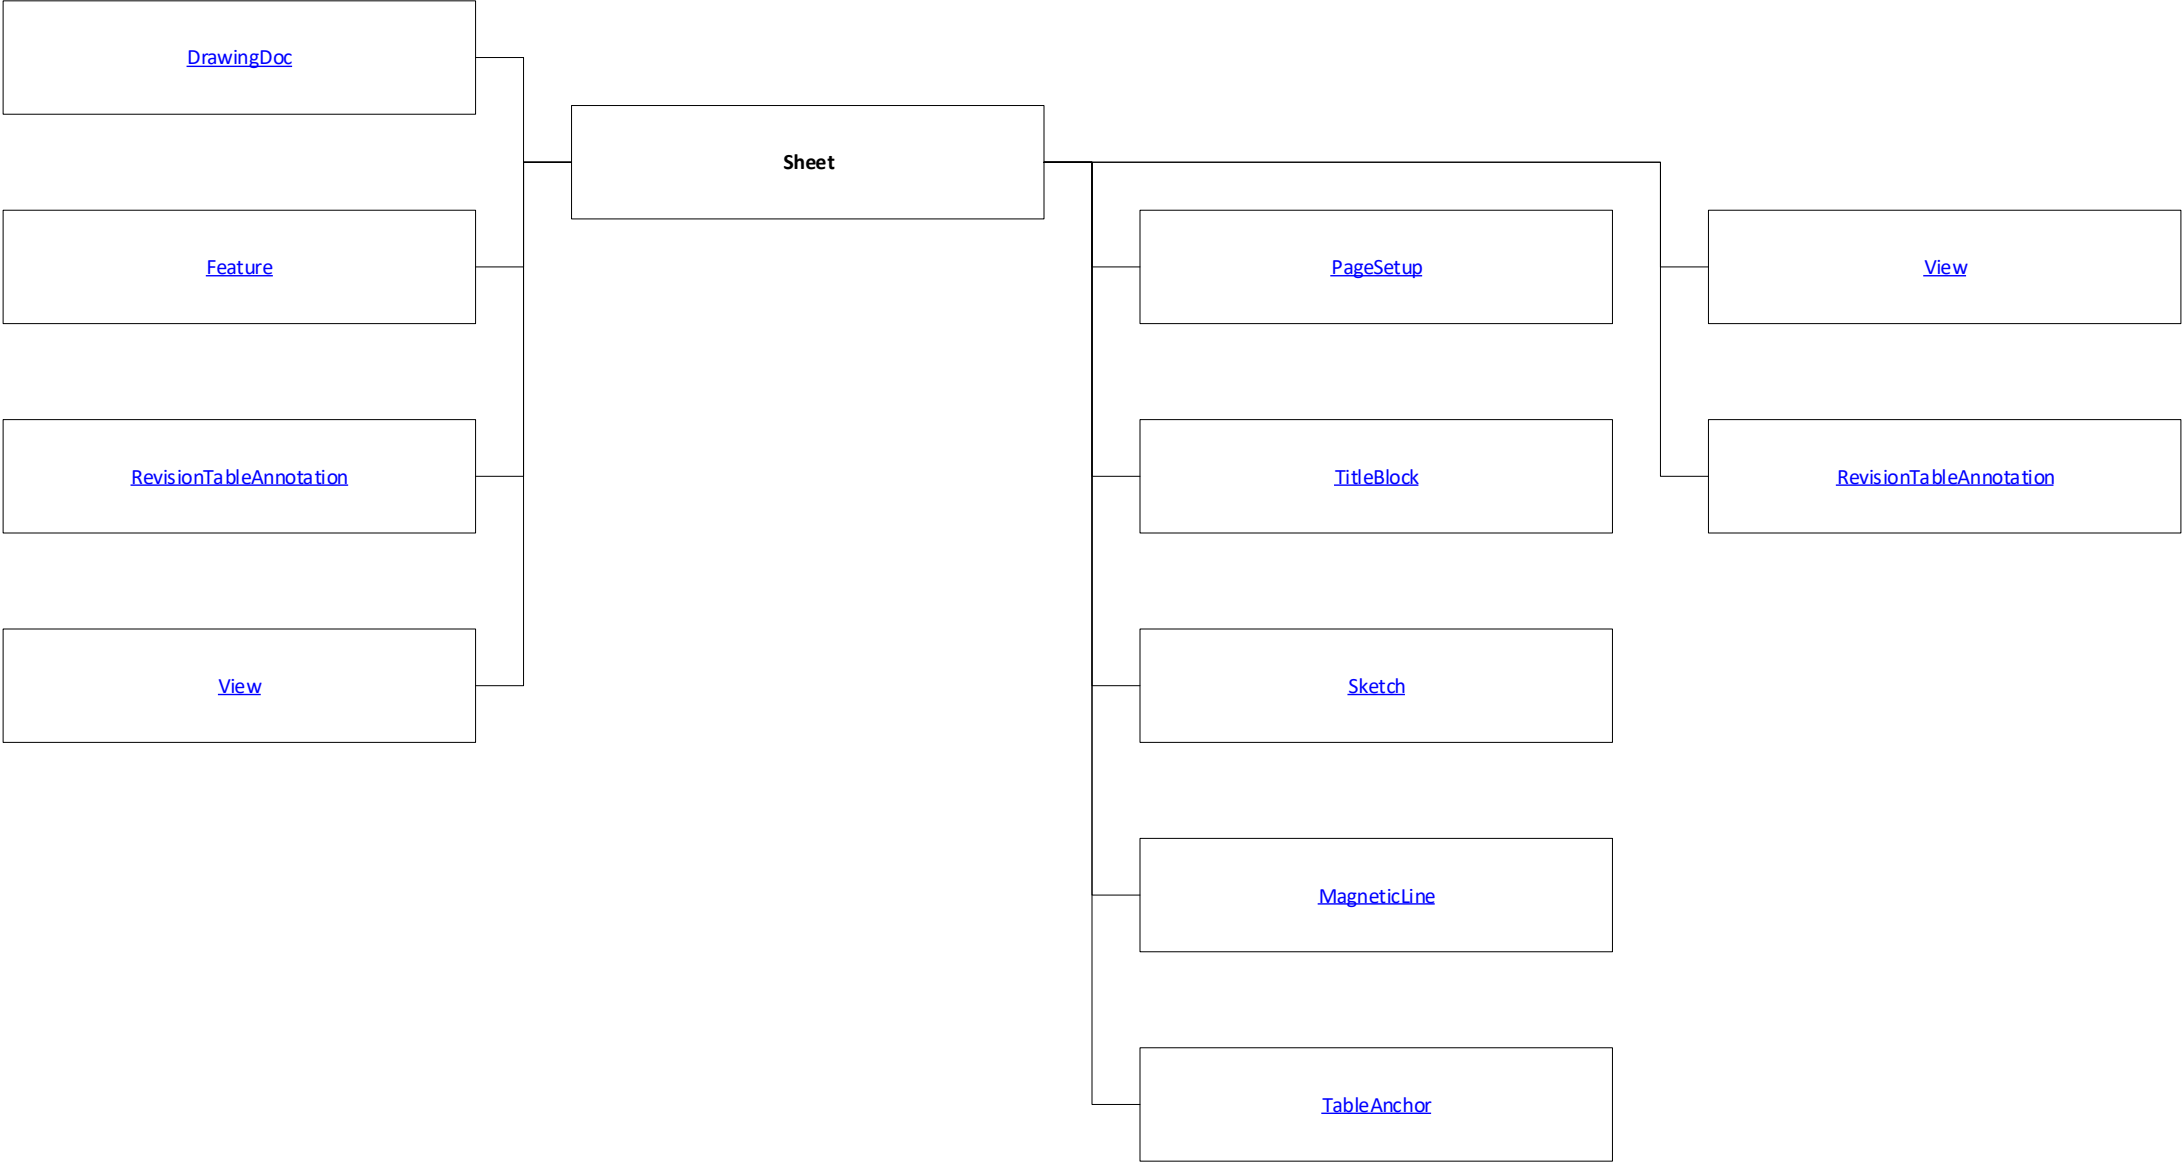 DrawingDoc
Sheet
Feature
PageSetup
View
RevisionTableAnnotation
TitleBlock
RevisionTableAnnotation
View
Sketch
MagneticLine
TableAnchor